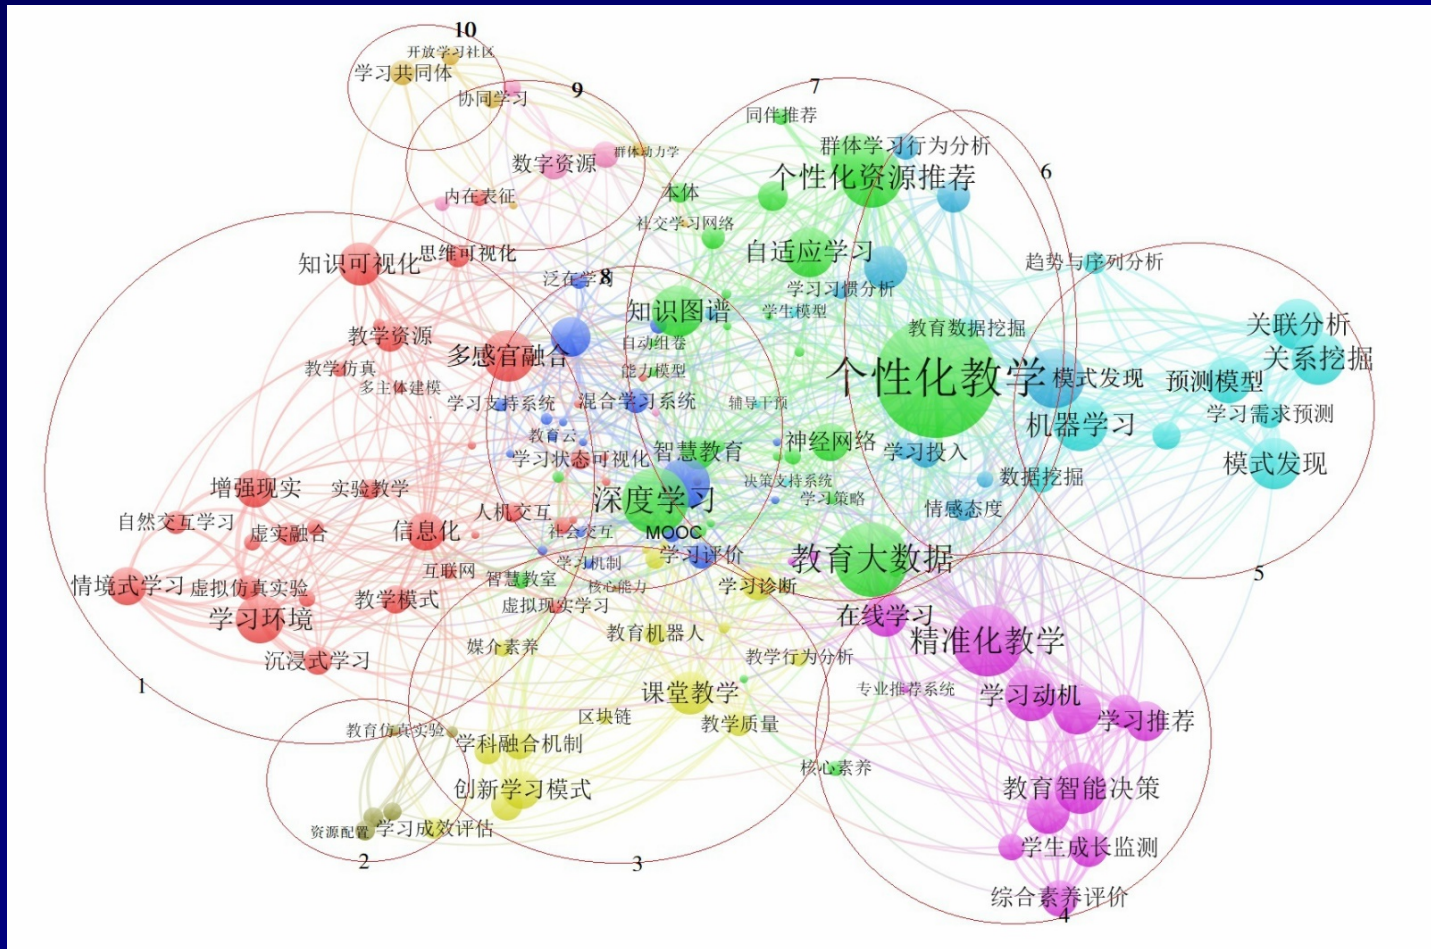 10
开放学习社区
学习共同体
9
协同学习
7
同伴推荐
群体学习行为分析
数字资源
群体动力学
6
个性化资源推荐
内在表征
本体
社交学习网络
知识可视化
思维可视化
自适应学习
趋势与序列分析
8
泛在学习
学习习惯分析
知识图谱
学生模型
关联分析
教学资源
自动组卷
教育数据挖掘
多感官融合
关系挖掘
教学仿真
能力模型
个性化教学
模式发现
预测模型
多主体建模
学习支持系统
混合学习系统
辅导干预
学习需求预测
机器学习
教育云
智慧教育
神经网络
学习投入
学习状态可视化
模式发现
增强现实
实验教学
决策支持系统
数据挖掘
深度学习
学习策略
情感态度
自然交互学习
虚实融合
信息化
人机交互
社会交互
MOOC
学习机制
学习评价
教育大数据
5
互联网
智慧教室
核心能力
学习诊断
情境式学习
虚拟仿真实验
教学模式
虚拟现实学习
学习环境
在线学习
教育机器人
精准化教学
沉浸式学习
媒介素养
教学行为分析
1
专业推荐系统
课堂教学
学习动机
区块链
教学质量
学习推荐
教育仿真实验
学科融合机制
核心素养
创新学习模式
教育智能决策
资源配置
学习成效评估
2
3
学生成长监测
综合素养评价
4